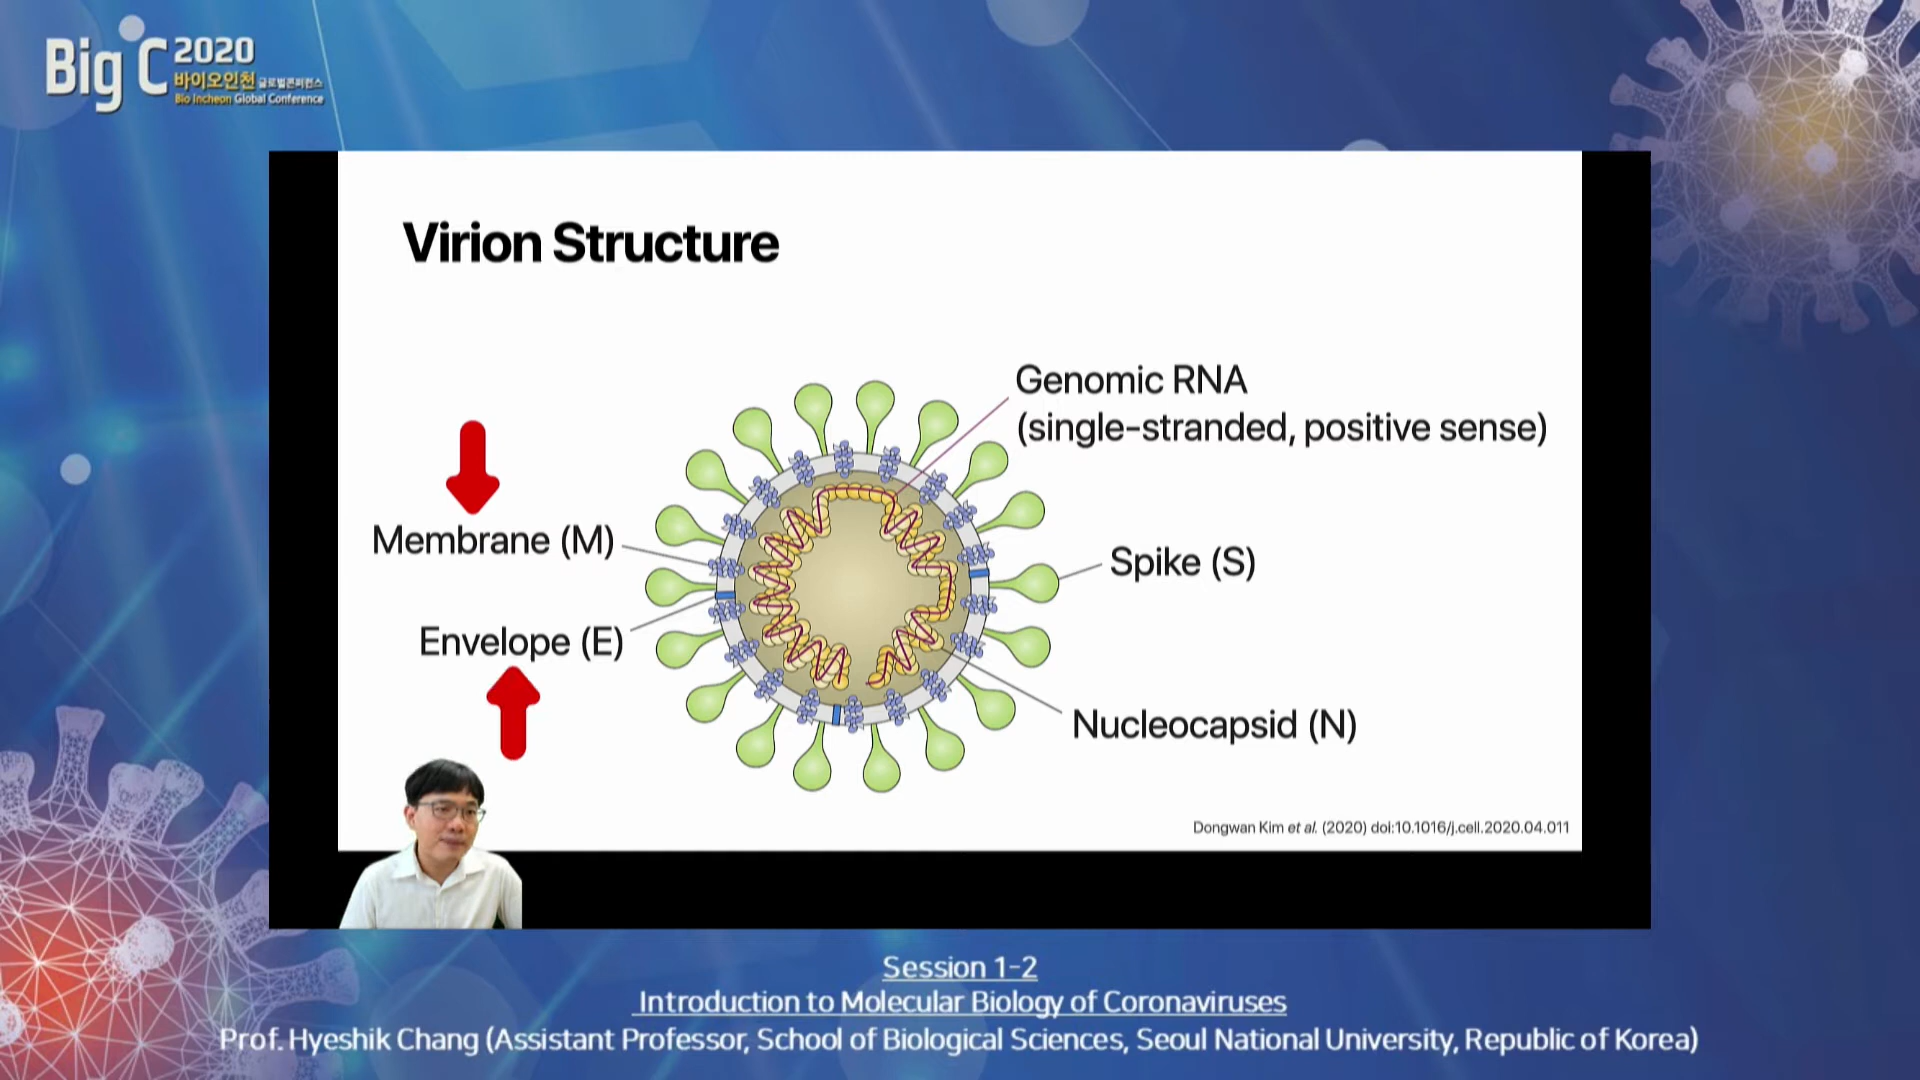 Big C 2020
바이오인천 글로벌콘퍼런스
Bio Incheon Global Conference
Virion Structure
Genomic RNA
(single-stranded, positive sense)
Membrane (M)
Spike (S)
Envelope (E)
Nucleocapsid (N)
Dongwan Kim et al. (2020) doi:10.1016/j.cell.2020.04.011
Session 1-2
Introduction to Molecular Biology of Coronaviruses
Prof. Hyeshik Chang (Assistant Professor, School of Biological Sciences, Seoul National University, Republic of Korea)